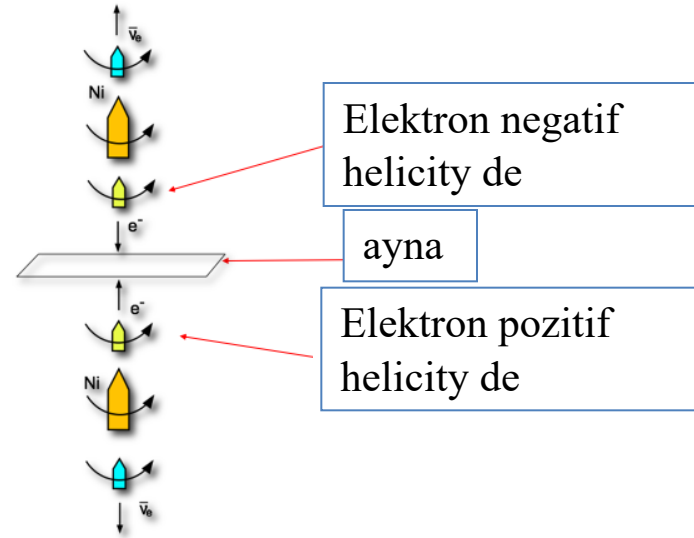 ν̄e
Ni
Elektron negatif
helicity de
e-
ayna
e-
Elektron pozitif
helicity de
Ni
ν̄e